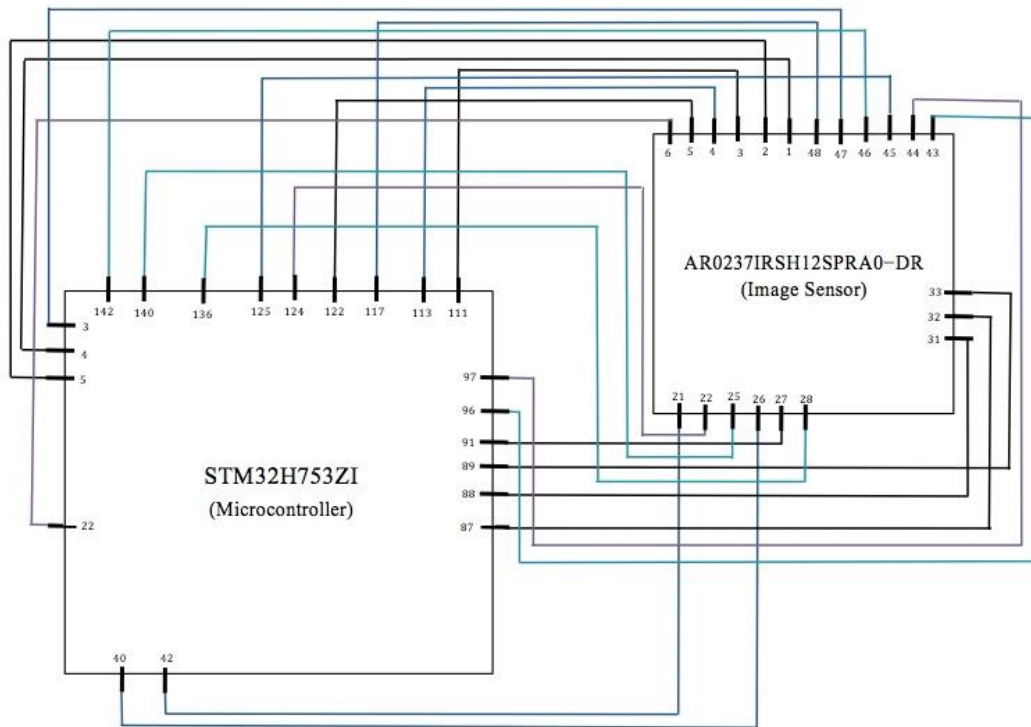 6 5 4 3 2 1 48 47 46 45 44 43
AR0237IRSH12SPRA0-DR
(Image Sensor)
33
32
31
21 22 25 26 27 28
142 140 136 125 124 122 117 113 111
3
4
5
22
97
96
91
89
88
87
STM32H753ZI
(Microcontroller)
40 42